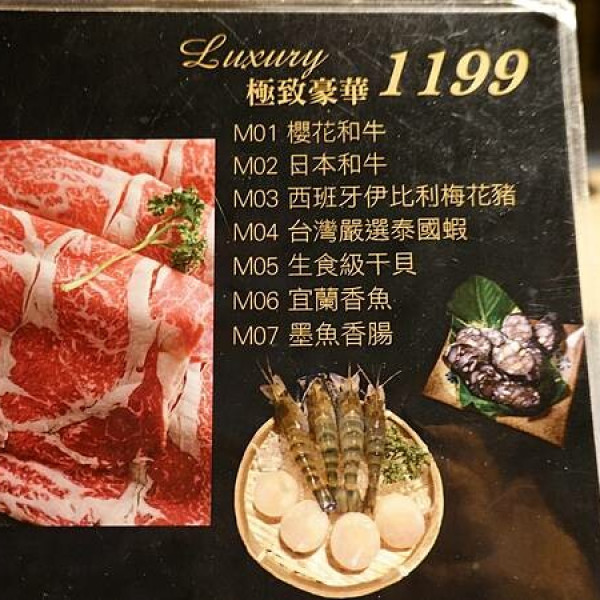 Luxury
極致豪華 1199
M01 櫻花和牛
M02 日本和牛
M03 西班牙伊比利梅花豬
M04 台灣嚴選泰國蝦
M05 生食級干貝
M06 宜蘭香魚
M07 墨魚香腸